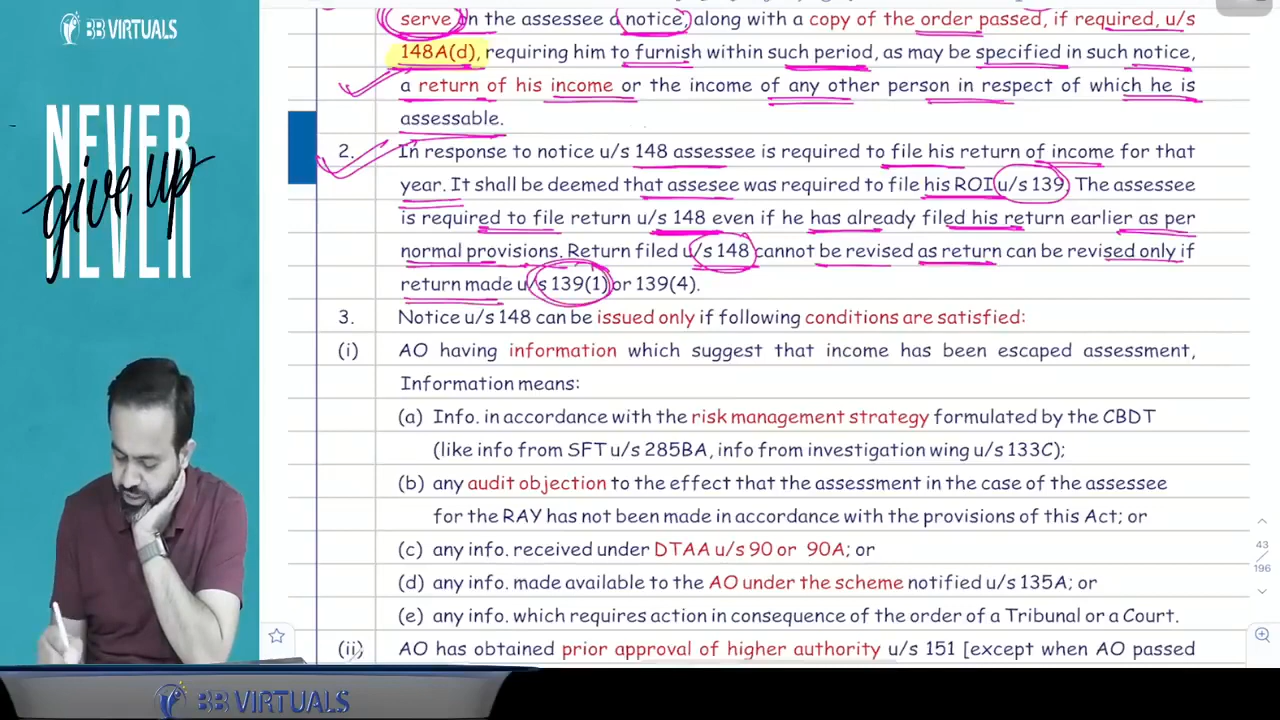 BB VIRTUALS
NEVER
give up
NEVER
serve on the assessee a notice, along with a copy of the order passed, if required, u/s
148A(d), requiring him to furnish within such period, as may be specified in such notice,
a return of his income or the income of any other person in respect of which he is
assessable.
2. In response to notice u/s 148 assessee is required to file his return of income for that
year. It shall be deemed that assesee was required to file his ROI u/s 139. The assessee
is required to file return u/s 148 even if he has already filed his return earlier as per
normal provisions. Return filed u/s 148 cannot be revised as return can be revised only if
return made u/s 139(1) or 139(4).
3. Notice u/s 148 can be issued only if following conditions are satisfied:
(i) AO having information which suggest that income has been escaped assessment,
Information means:
(a) Info. in accordance with the risk management strategy formulated by the CBDT
(like info from SFT u/s 285BA, info from investigation wing u/s 133C);
(b) any audit objection to the effect that the assessment in the case of the assessee
for the RAY has not been made in accordance with the provisions of this Act; or
(c) any info. received under DTAA u/s 90 or 90A; or
(d) any info. made available to the AO under the scheme notified u/s 135A; or
(e) any info. which requires action in consequence of the order of a Tribunal or a Court.
(ii) AO has obtained prior approval of higher authority u/s 151 [except when AO passed
43
196
BB VIRTUALS